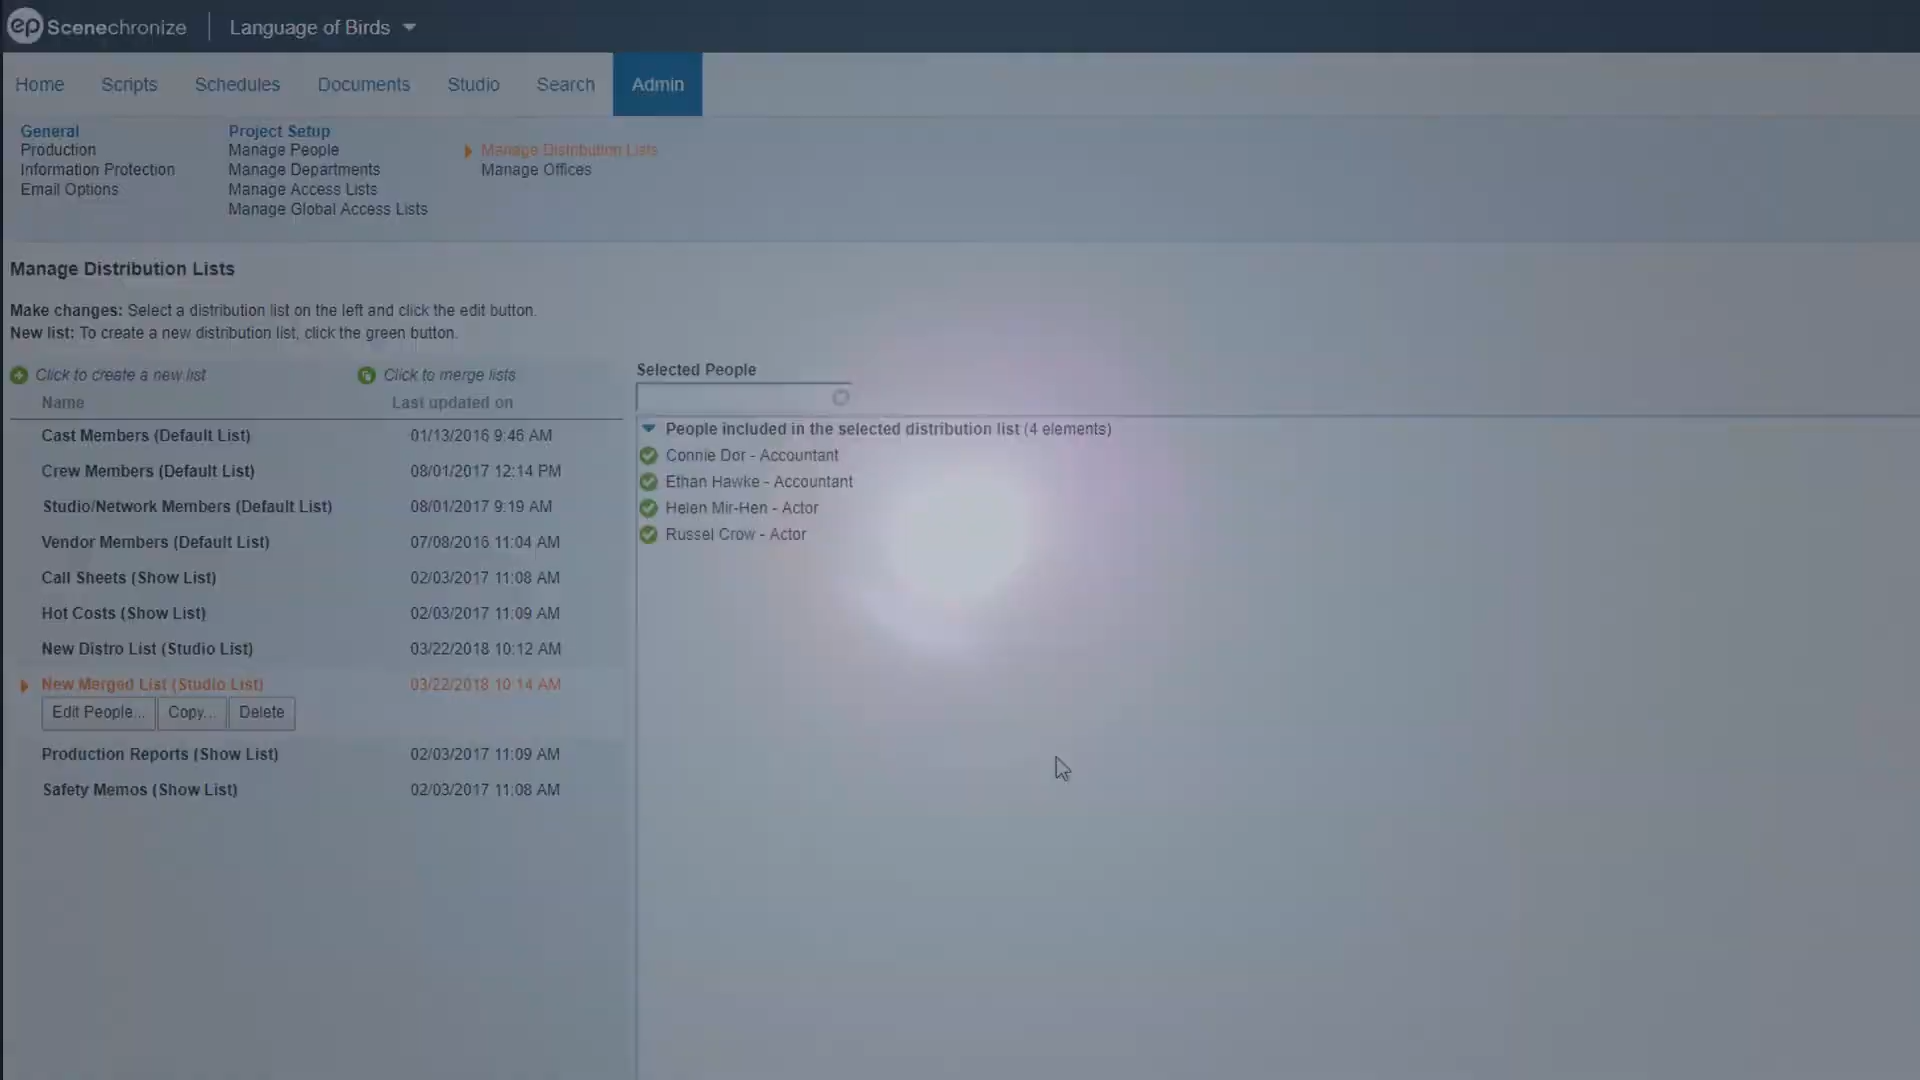 ep Scenechronize Language of Birds
Home Scripts Schedules Documents Studio Search Admin
General Project Setup
Production Manage People Manage Distribution Lists
Information Protection Manage Departments Manage Offices
Email Options Manage Access Lists
Manage Global Access Lists
Manage Distribution Lists
Make changes: Select a distribution list on the left and click the edit button.
New list: To create a new distribution list, click the green button.
Click to create a new list Click to merge lists
Name Last updated on
Cast Members (Default List) 01/13/2016 9:46 AM
Crew Members (Default List) 08/01/2017 12:14 PM
Studio/Network Members (Default List) 08/01/2017 9:19 AM
Vendor Members (Default List) 07/08/2016 11:04 AM
Call Sheets (Show List) 02/03/2017 11:08 AM
Hot Costs (Show List) 02/03/2017 11:09 AM
New Distro List (Studio List) 03/22/2018 10:12 AM
New Merged List (Studio List) 03/22/2018 10:14 AM
Edit People... Copy... Delete
Production Reports (Show List) 02/03/2017 11:09 AM
Safety Memos (Show List) 02/03/2017 11:08 AM
Selected People
People included in the selected distribution list (4 elements)
Connie Dor - Accountant
Ethan Hawke - Accountant
Helen Mir-Hen - Actor
Russel Crow - Actor